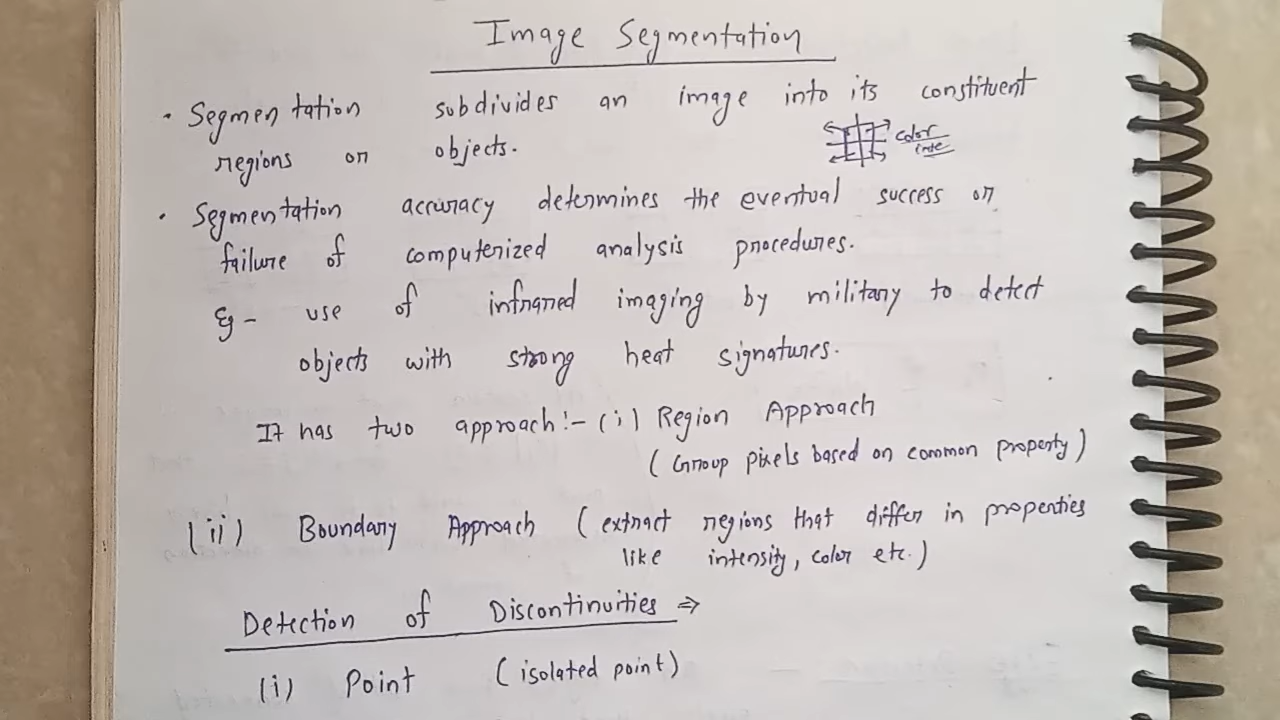 Image Segmentation
• Segmentation subdivides an image into its constituent
regions or objects.
color
inte
• Segmentation accuracy determines the eventual success or
failure of computerized analysis procedures.
Eg - use of infrared imaging by military to detect
objects with strong heat signatures.
It has two approach:- (i) Region Approach
(Group pixels based on common property)
(ii) Boundary Approach (extract regions that differ in properties
like intensity, color etc.)
Detection of Discontinuities ⇒
(i) Point (isolated point)